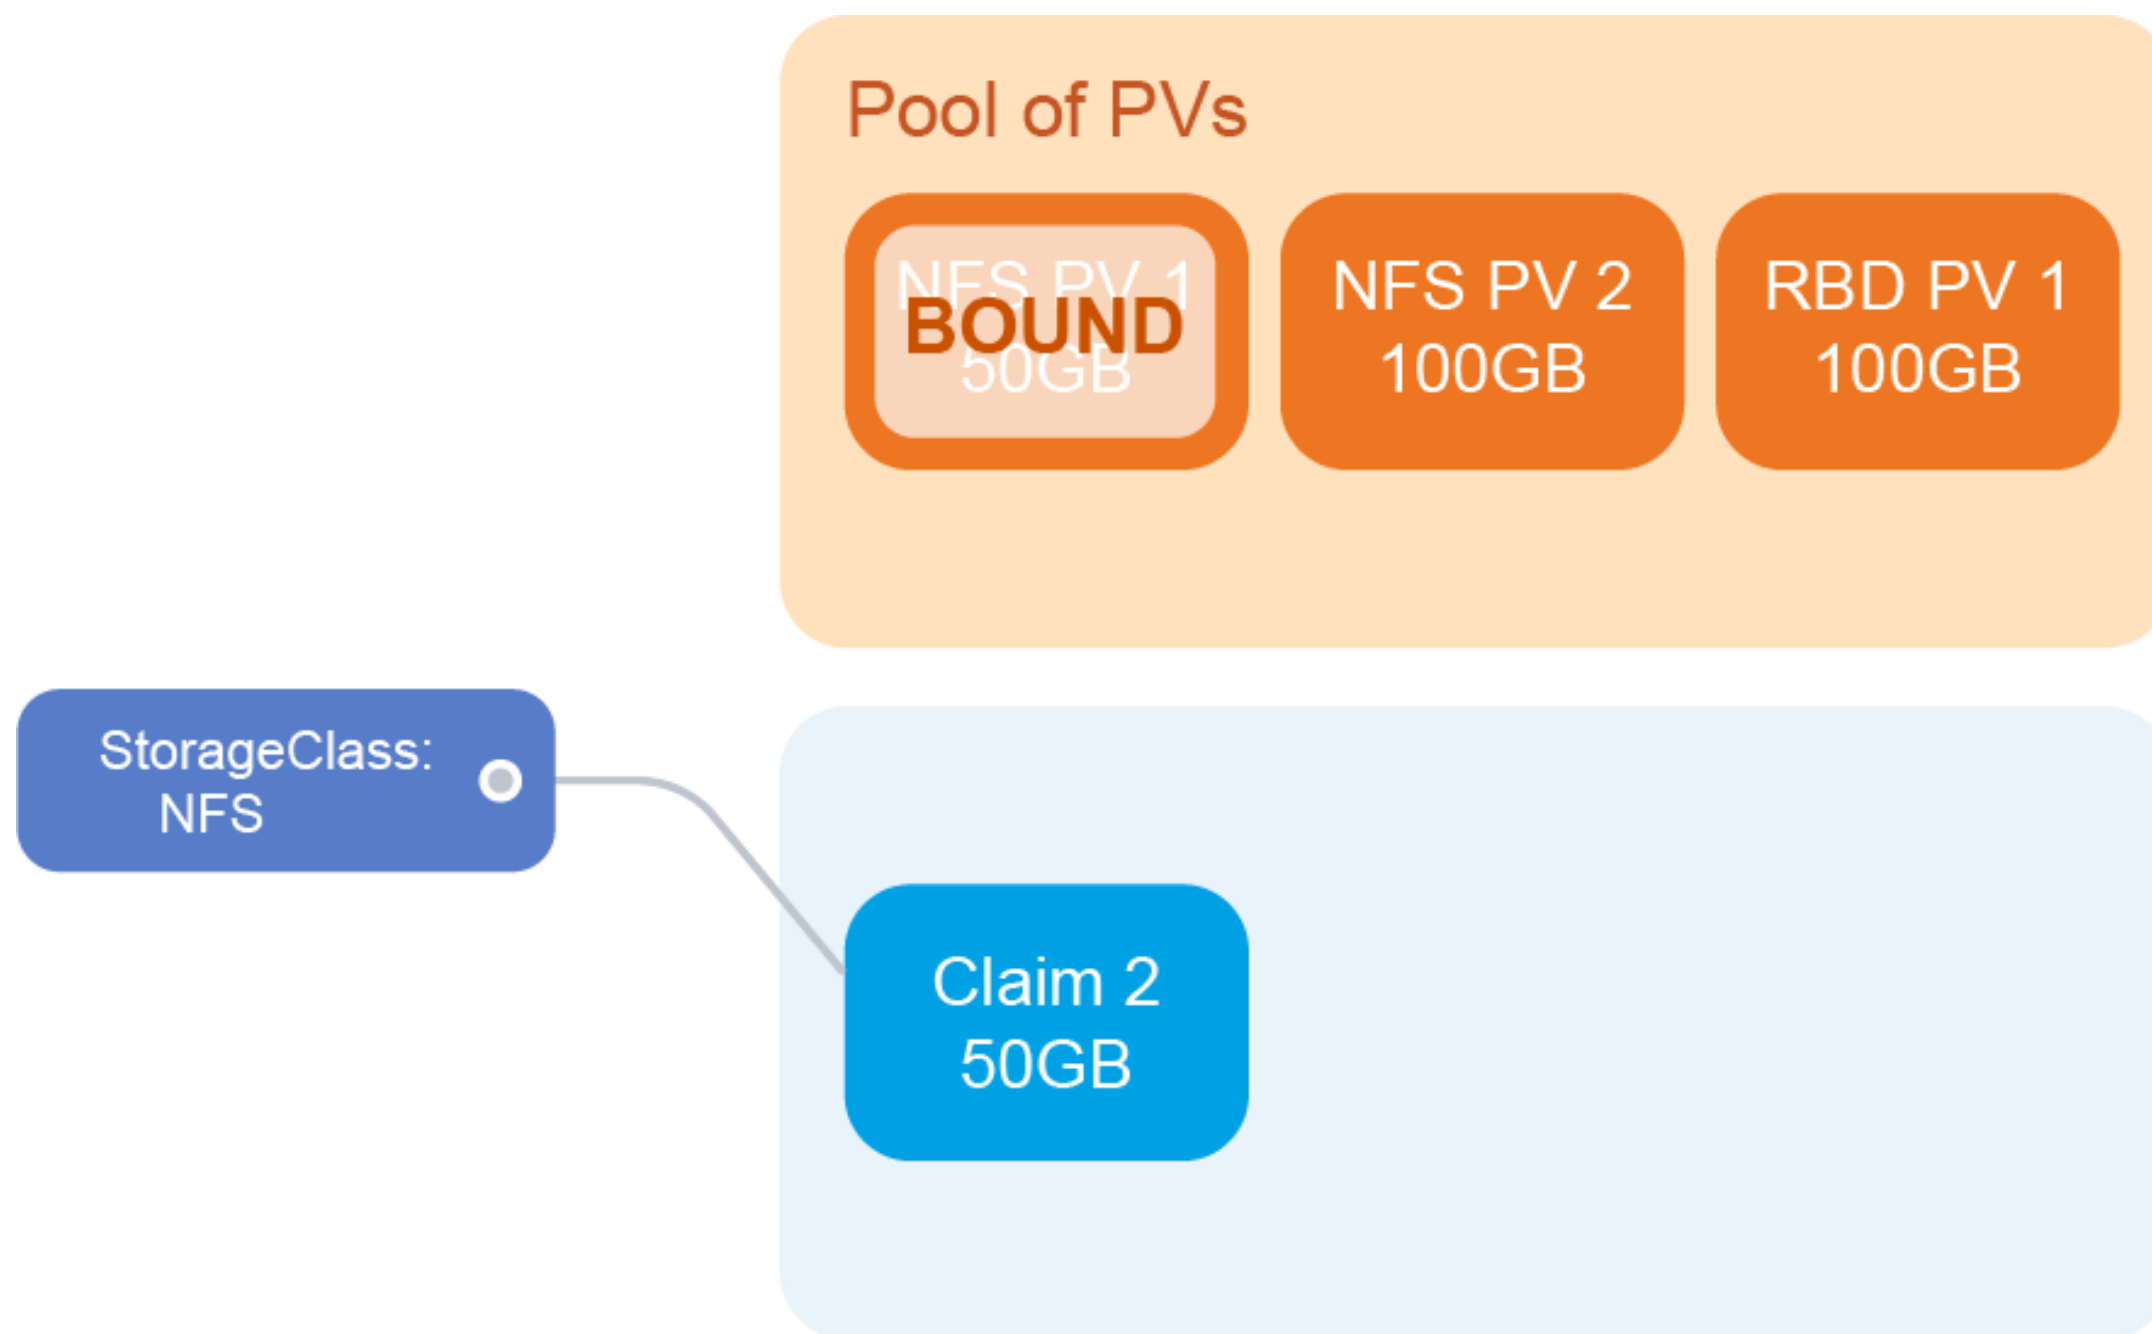 Pool of PVs
NFS PV 1
BOUND
50GB
NFS PV 2
100GB
RBD PV 1
100GB
StorageClass:
NFS
Claim 2
50GB